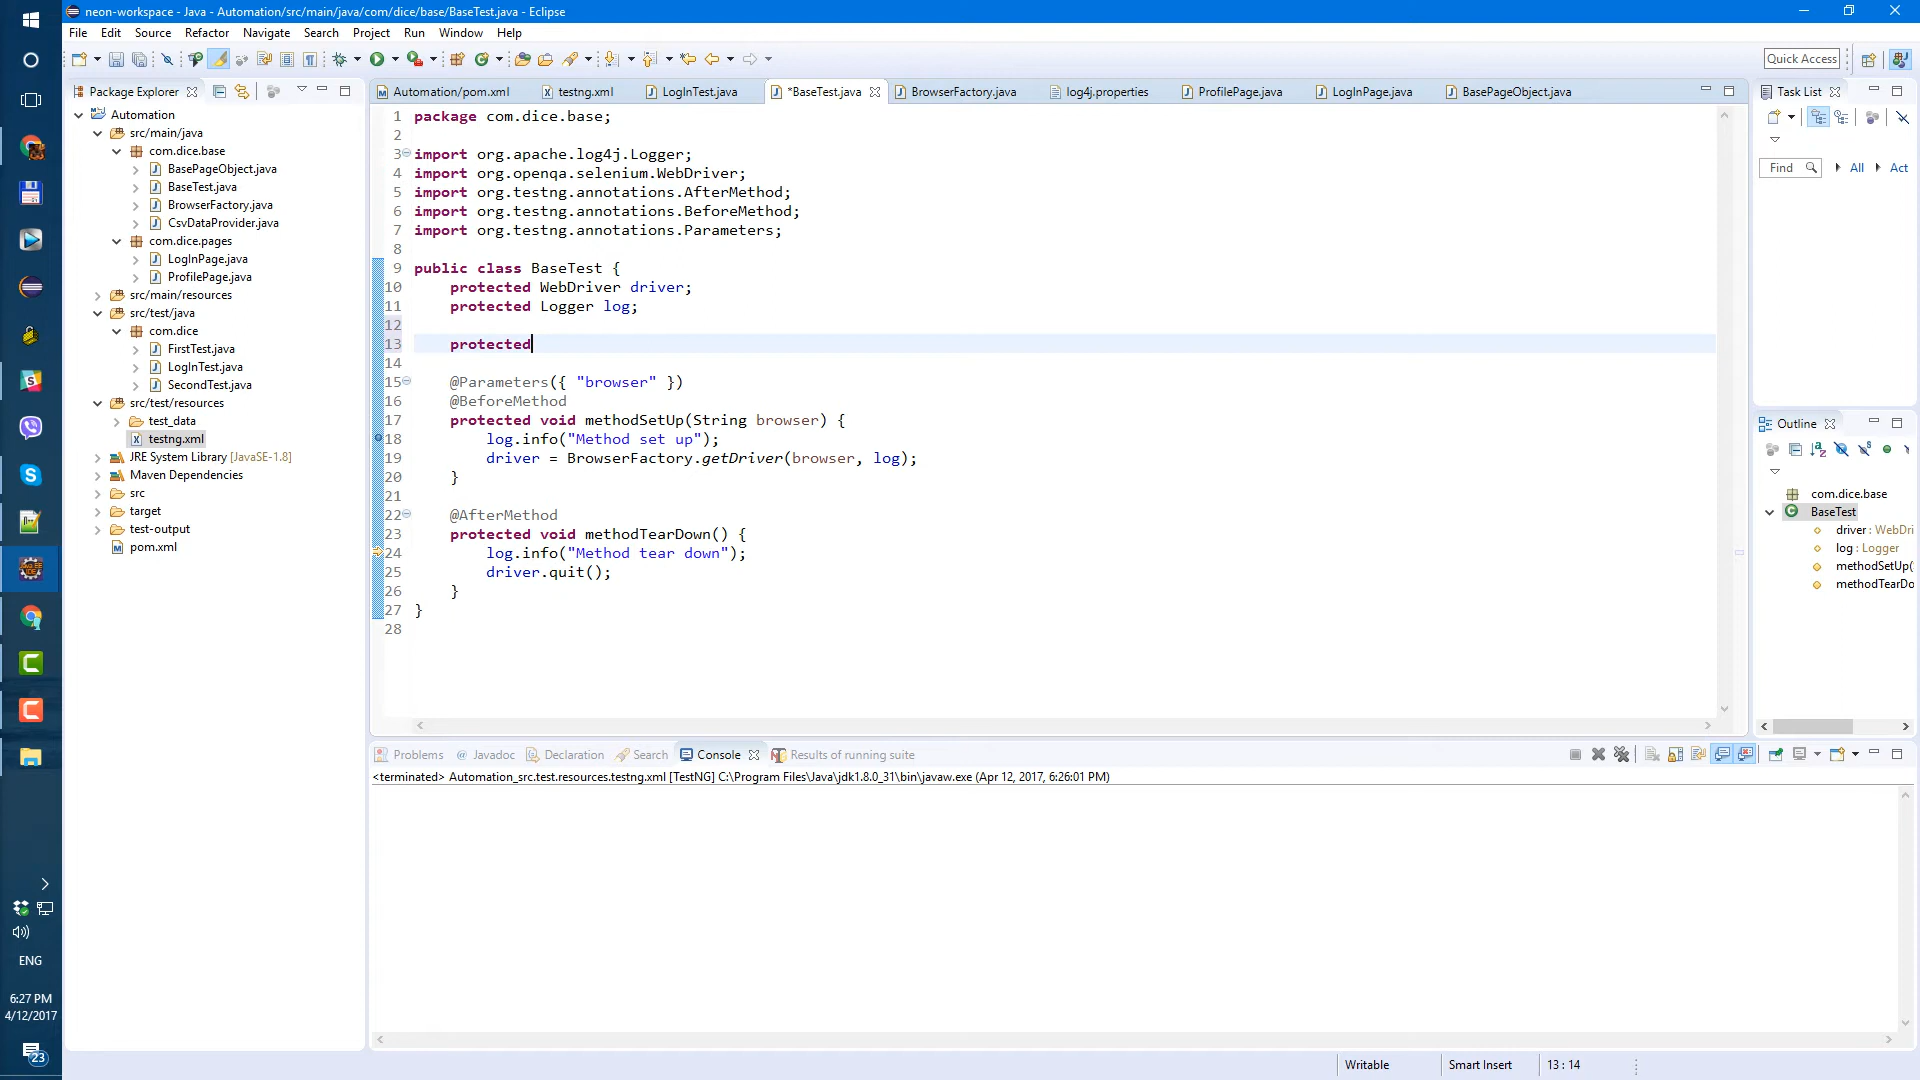 neon-workspace - Java - Automation/src/main/java/com/dice/base/BaseTest.java - Eclipse
File Edit Source Refactor Navigate Search Project Run Window Help
Quick Access
Package Explorer
Automation
src/main/java
com.dice.base
BasePageObject.java
BaseTest.java
BrowserFactory.java
CsvDataProvider.java
com.dice.pages
LogInPage.java
ProfilePage.java
src/main/resources
src/test/java
com.dice
FirstTest.java
LogInTest.java
SecondTest.java
src/test/resources
test_data
testng.xml
JRE System Library [JavaSE-1.8]
Maven Dependencies
src
target
test-output
pom.xml
Automation/pom.xml testng.xml LogInTest.java *BaseTest.java BrowserFactory.java log4j.properties ProfilePage.java LogInPage.java BasePageObject.java
1 package com.dice.base;
2
3 import org.apache.log4j.Logger;
4 import org.openqa.selenium.WebDriver;
5 import org.testng.annotations.AfterMethod;
6 import org.testng.annotations.BeforeMethod;
7 import org.testng.annotations.Parameters;
8
9 public class BaseTest {
10 protected WebDriver driver;
11 protected Logger log;
12
13 protected
14
15 @Parameters({ "browser" })
16 @BeforeMethod
17 protected void methodSetUp(String browser) {
18 log.info("Method set up");
19 driver = BrowserFactory.getDriver(browser, log);
20 }
21
22 @AfterMethod
23 protected void methodTearDown() {
24 log.info("Method tear down");
25 driver.quit();
26 }
27 }
28
Task List
Find All Act
Outline
com.dice.base
BaseTest
driver : WebDri
log : Logger
methodSetUp(
methodTearDo
Problems Javadoc Declaration Search Console Results of running suite
<terminated> Automation_src.test.resources.testng.xml [TestNG] C:\Program Files\Java\jdk1.8.0_31\bin\javaw.exe (Apr 12, 2017, 6:26:01 PM)
Writable Smart Insert 13 : 14
ENG
6:27 PM
4/12/2017
23